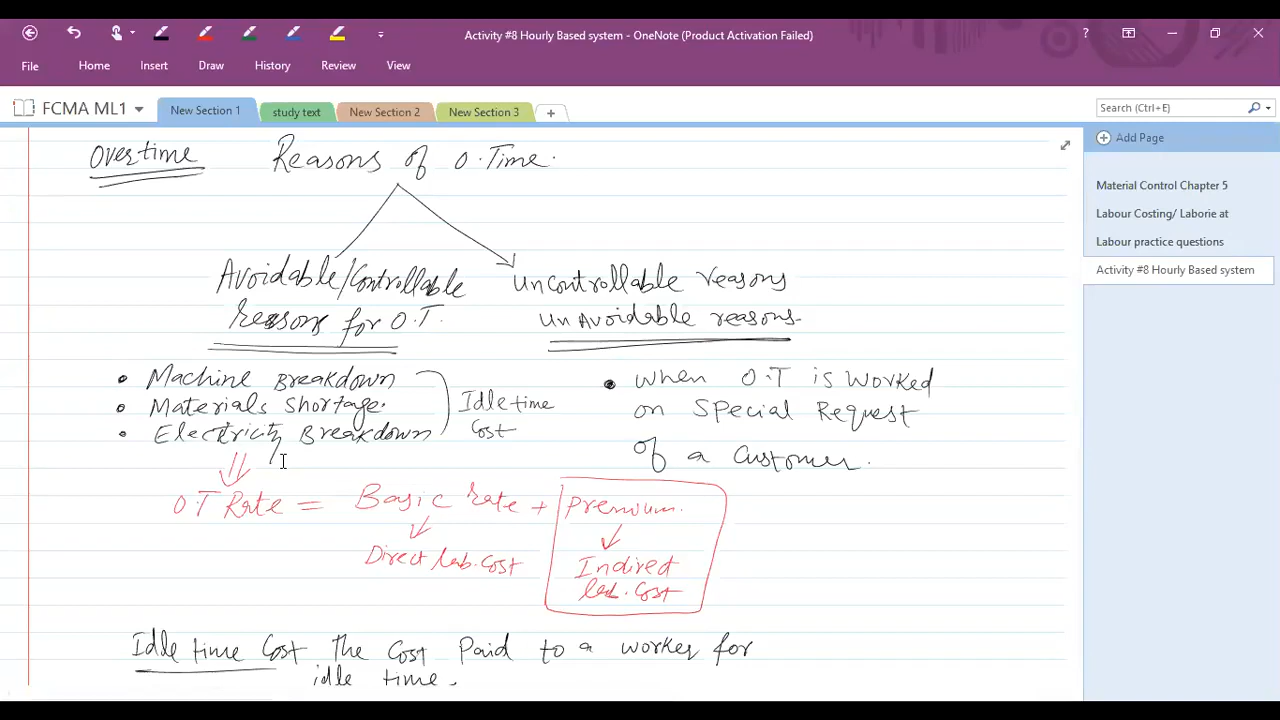 Activity #8 Hourly Based system - OneNote (Product Activation Failed)
?
File Home Insert Draw History Review View
FCMA ML1 New Section 1 study text New Section 2 New Section 3 +
Search (Ctrl+E)
Add Page
Material Control Chapter 5
Labour Costing/ Laborie at
Labour practice questions
Activity #8 Hourly Based system
Overtime Reasons of O.Time.
Avoidable/Controllable
Reasons for O.T.
Uncontrollable reasons
UnAvoidable reasons.
• Machine Breakdown
• Materials Shortage.
• Electricity Breakdown
Idle time
Cost
• When O.T is worked
on Special Request
of a Customer.
O.T Rate = Basic rate + Premium.
Direct lab. Cost
Indirect
lab. Cost
Idle time Cost The Cost Paid to a worker for
idle time.